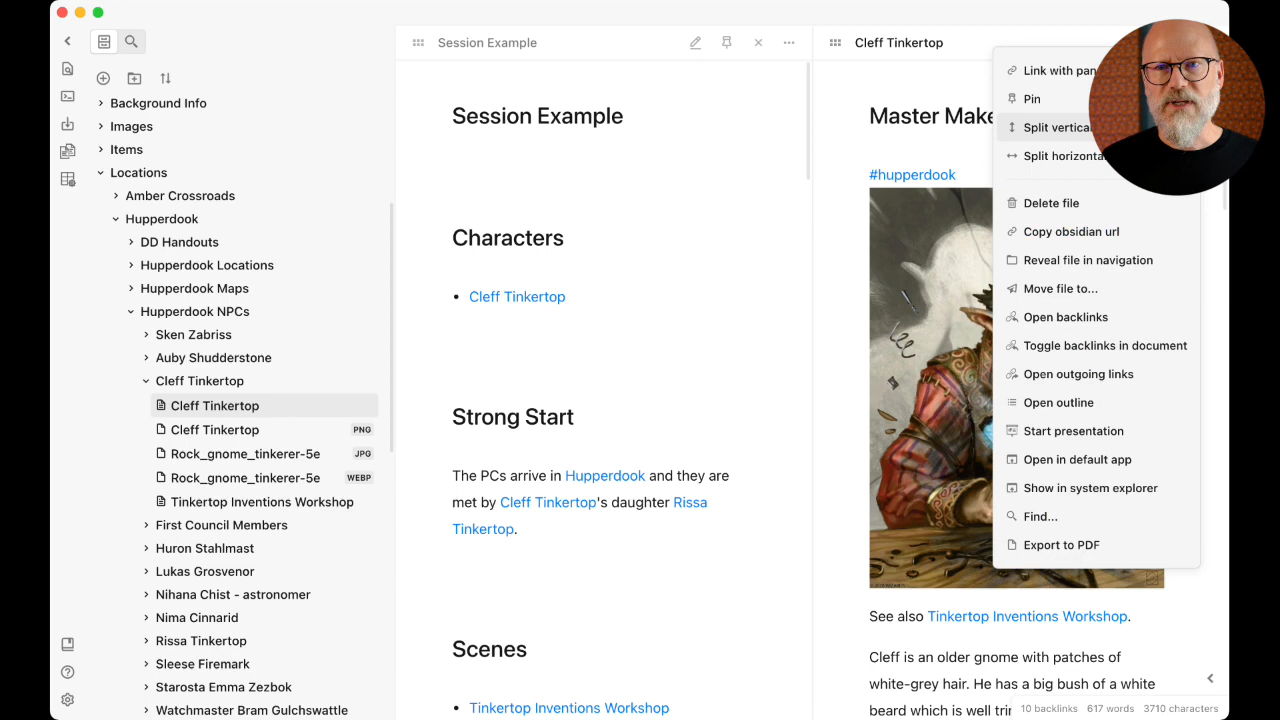 Background Info
Images
Items
Locations
Amber Crossroads
Hupperdook
DD Handouts
Hupperdook Locations
Hupperdook Maps
Hupperdook NPCs
Sken Zabriss
Auby Shudderstone
Cleff Tinkertop
Cleff Tinkertop
Cleff Tinkertop PNG
Rock_gnome_tinkerer-5e JPG
Rock_gnome_tinkerer-5e WEBP
Tinkertop Inventions Workshop
First Council Members
Huron Stahlmast
Lukas Grosvenor
Nihana Chist - astronomer
Nima Cinnarid
Rissa Tinkertop
Sleese Firemark
Starosta Emma Zezbok
Watchmaster Bram Gulchswattle
Session Example
Session Example
Characters
• Cleff Tinkertop
Strong Start
The PCs arrive in Hupperdook and they are
met by Cleff Tinkertop's daughter Rissa
Tinkertop.
Scenes
• Tinkertop Inventions Workshop
Cleff Tinkertop
Master Make
#hupperdook
See also Tinkertop Inventions Workshop.
Cleff is an older gnome with patches of
white-grey hair. He has a big bush of a white
beard which is well tri
10 backlinks 617 words 3710 characters
Link with pan
Pin
Split vertica
Split horizonta
Delete file
Copy obsidian url
Reveal file in navigation
Move file to...
Open backlinks
Toggle backlinks in document
Open outgoing links
Open outline
Start presentation
Open in default app
Show in system explorer
Find...
Export to PDF